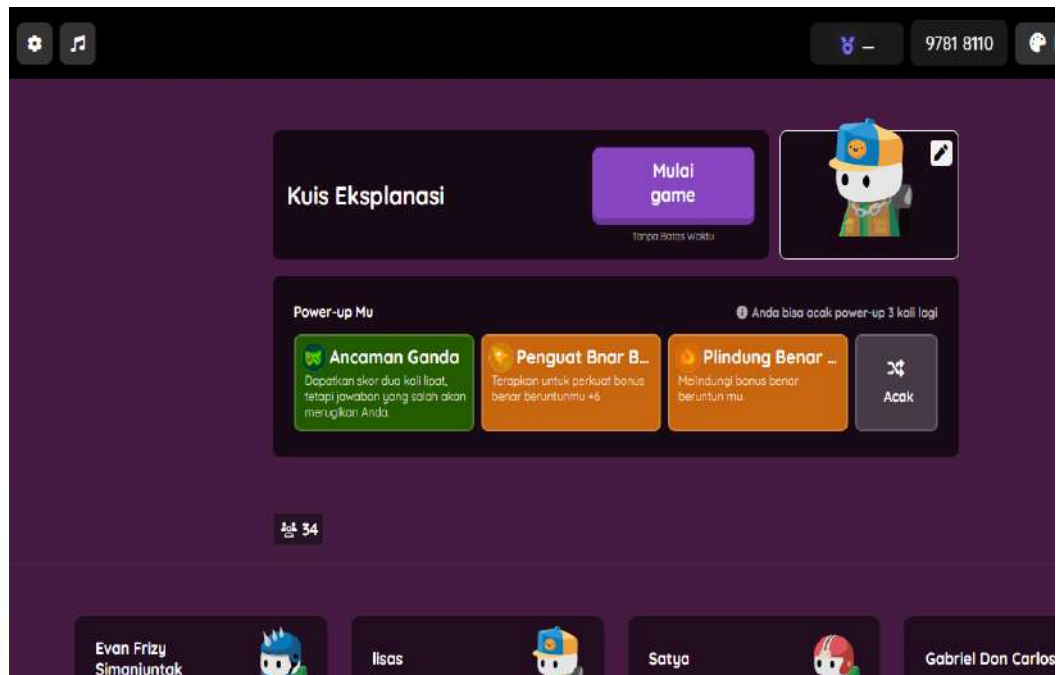 9781 8110
Kuis Eksplanasi
Mulai
game
Tanpa Batas Waktu
Power-up Mu
Anda bisa acak power-up 3 kali lagi
Ancaman Ganda
Dapatkan skor dua kali lipat,
tetapi jawaban yang salah akan
merugikan Anda.
Penguat Bnar B...
Terapkan untuk perkuat bonus
benar beruntunmu +6
Plindung Benar ...
Melindungi bonus benar
beruntun mu.
Acak
34
Evan Frizy
Simanjuntak
lisas
Satya
Gabriel Don Carlos